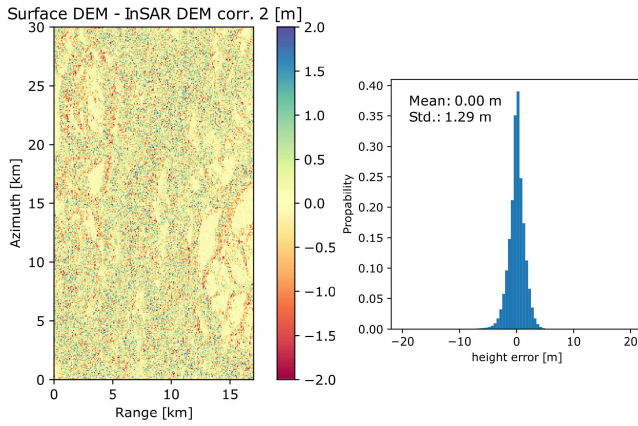 Surface DEM - InSAR DEM corr. 2 [m]
30
25
20
15
10
5
0
Azimuth [km]
0 5 10 15
Range [km]
2.0
1.5
1.0
0.5
0.0
−0.5
−1.0
−1.5
−2.0
Mean: 0.00 m
Std.: 1.29 m
0.40
0.35
0.30
0.25
0.20
0.15
0.10
0.05
0.00
Propability
−20 −10 0 10 20
height error [m]